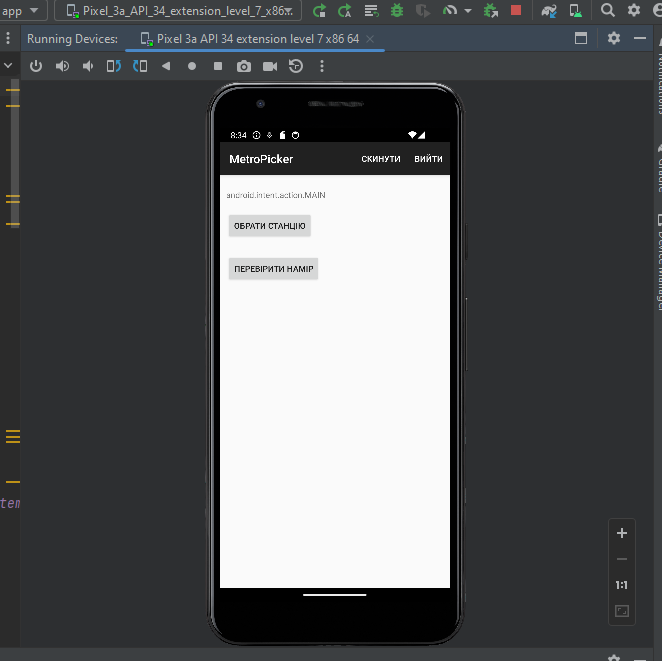 app
Pixel_3a_API_34_extension_level_7_x86...
Running Devices:
Pixel 3a API 34 extension level 7 x86 64
8:34
MetroPicker
СКИНУТИ
ВИЙТИ
android.intent.action.MAIN
ОБРАТИ СТАНЦІЮ
ПЕРЕВІРИТИ НАМІР
tem
1:1